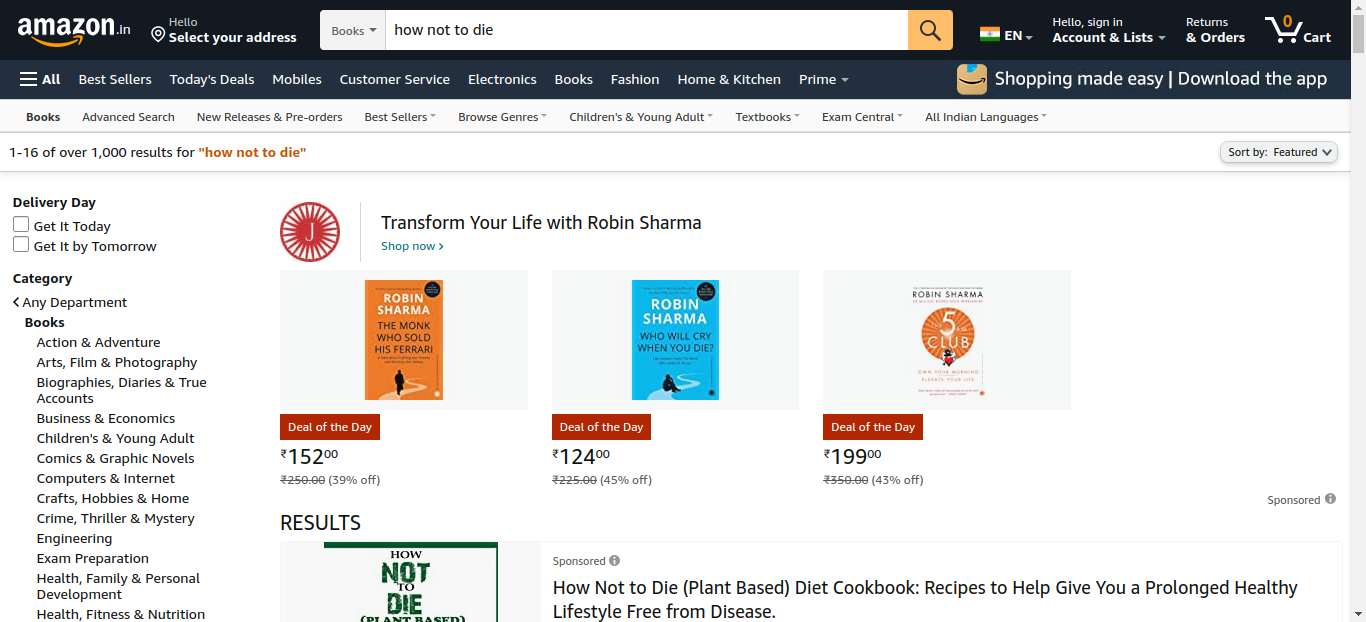 amazon.in
Hello
Select your address
Books
how not to die
EN
Hello, sign in
Account & Lists
Returns
& Orders
0
Cart
All
Best Sellers
Today's Deals
Mobiles
Customer Service
Electronics
Books
Fashion
Home & Kitchen
Prime
Shopping made easy | Download the app
Books
Advanced Search
New Releases & Pre-orders
Best Sellers
Browse Genres
Children's & Young Adult
Textbooks
Exam Central
All Indian Languages
1-16 of over 1,000 results for "how not to die"
Sort by: Featured
Delivery Day
Get It Today
Get It by Tomorrow
Category
Any Department
Books
Action & Adventure
Arts, Film & Photography
Biographies, Diaries & True
Accounts
Business & Economics
Children's & Young Adult
Comics & Graphic Novels
Computers & Internet
Crafts, Hobbies & Home
Crime, Thriller & Mystery
Engineering
Exam Preparation
Health, Family & Personal
Development
Health, Fitness & Nutrition
J
Transform Your Life with Robin Sharma
Shop now
ROBIN
SHARMA
THE MONK
WHO SOLD
HIS FERRARI
Deal of the Day
₹15200
₹250.00 (39% off)
ROBIN
SHARMA
WHO WILL CRY
WHEN YOU DIE?
Deal of the Day
₹12400
₹225.00 (45% off)
ROBIN SHARMA
THE
5 AM
CLUB
OWN YOUR MORNING
ELEVATE YOUR LIFE
Deal of the Day
₹19900
₹350.00 (43% off)
Sponsored
RESULTS
HOW
NOT
TO
DIE
(PLANT BASED)
Sponsored
How Not to Die (Plant Based) Diet Cookbook: Recipes to Help Give You a Prolonged Healthy
Lifestyle Free from Disease.